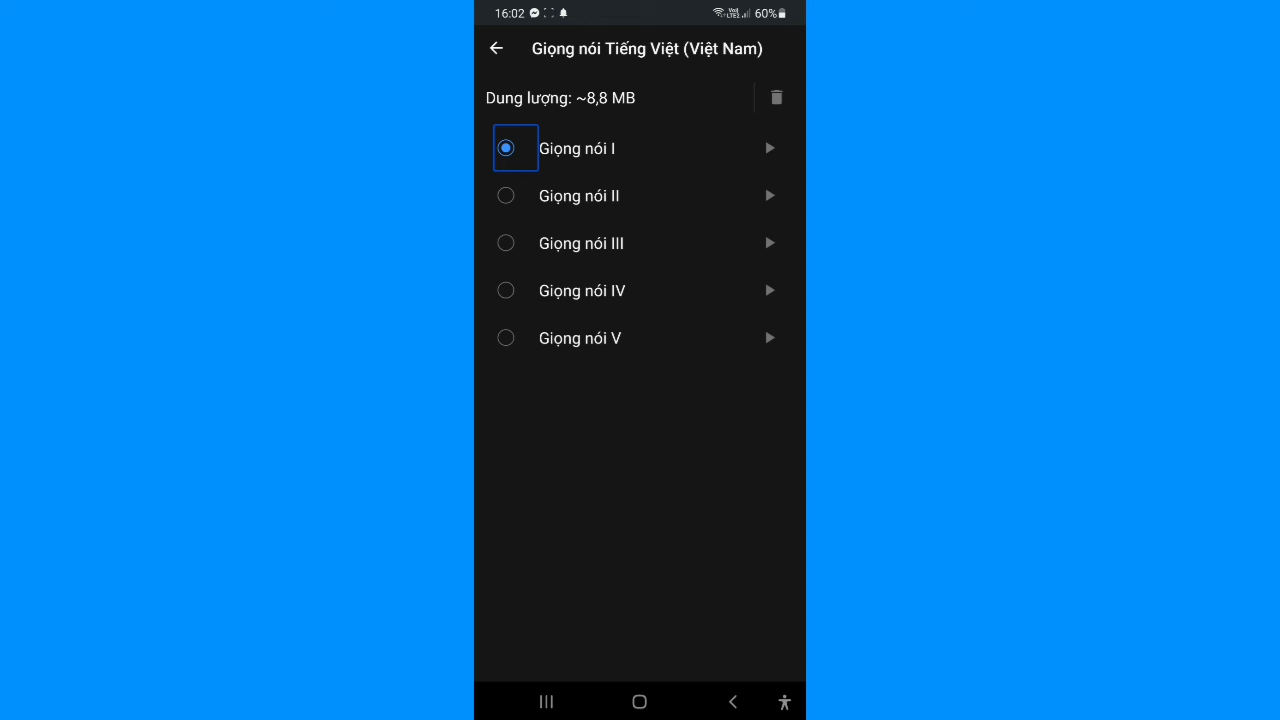 16:02
60%
Giọng nói Tiếng Việt (Việt Nam)
Dung lượng: ~8,8 MB
Giọng nói I
Giọng nói II
Giọng nói III
Giọng nói IV
Giọng nói V